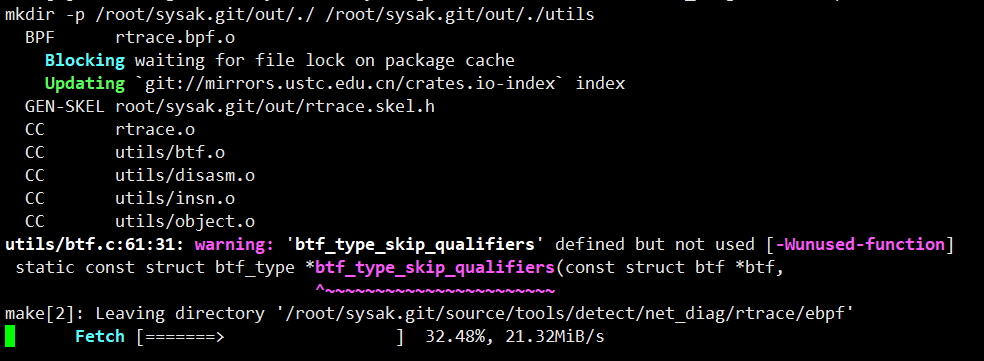 mkdir -p /root/sysak.git/out/./ /root/sysak.git/out/./utils
  BPF      rtrace.bpf.o
    Blocking waiting for file lock on package cache
    Updating `git://mirrors.ustc.edu.cn/crates.io-index` index
  GEN-SKEL root/sysak.git/out/rtrace.skel.h
  CC       rtrace.o
  CC       utils/btf.o
  CC       utils/disasm.o
  CC       utils/insn.o
  CC       utils/object.o
utils/btf.c:61:31: warning: 'btf_type_skip_qualifiers' defined but not used [-Wunused-function]
 static const struct btf_type *btf_type_skip_qualifiers(const struct btf *btf,
                               ^~~~~~~~~~~~~~~~~~~~~~~~
make[2]: Leaving directory '/root/sysak.git/source/tools/detect/net_diag/rtrace/ebpf'
       Fetch [=======>                 ]  32.48%, 21.32MiB/s